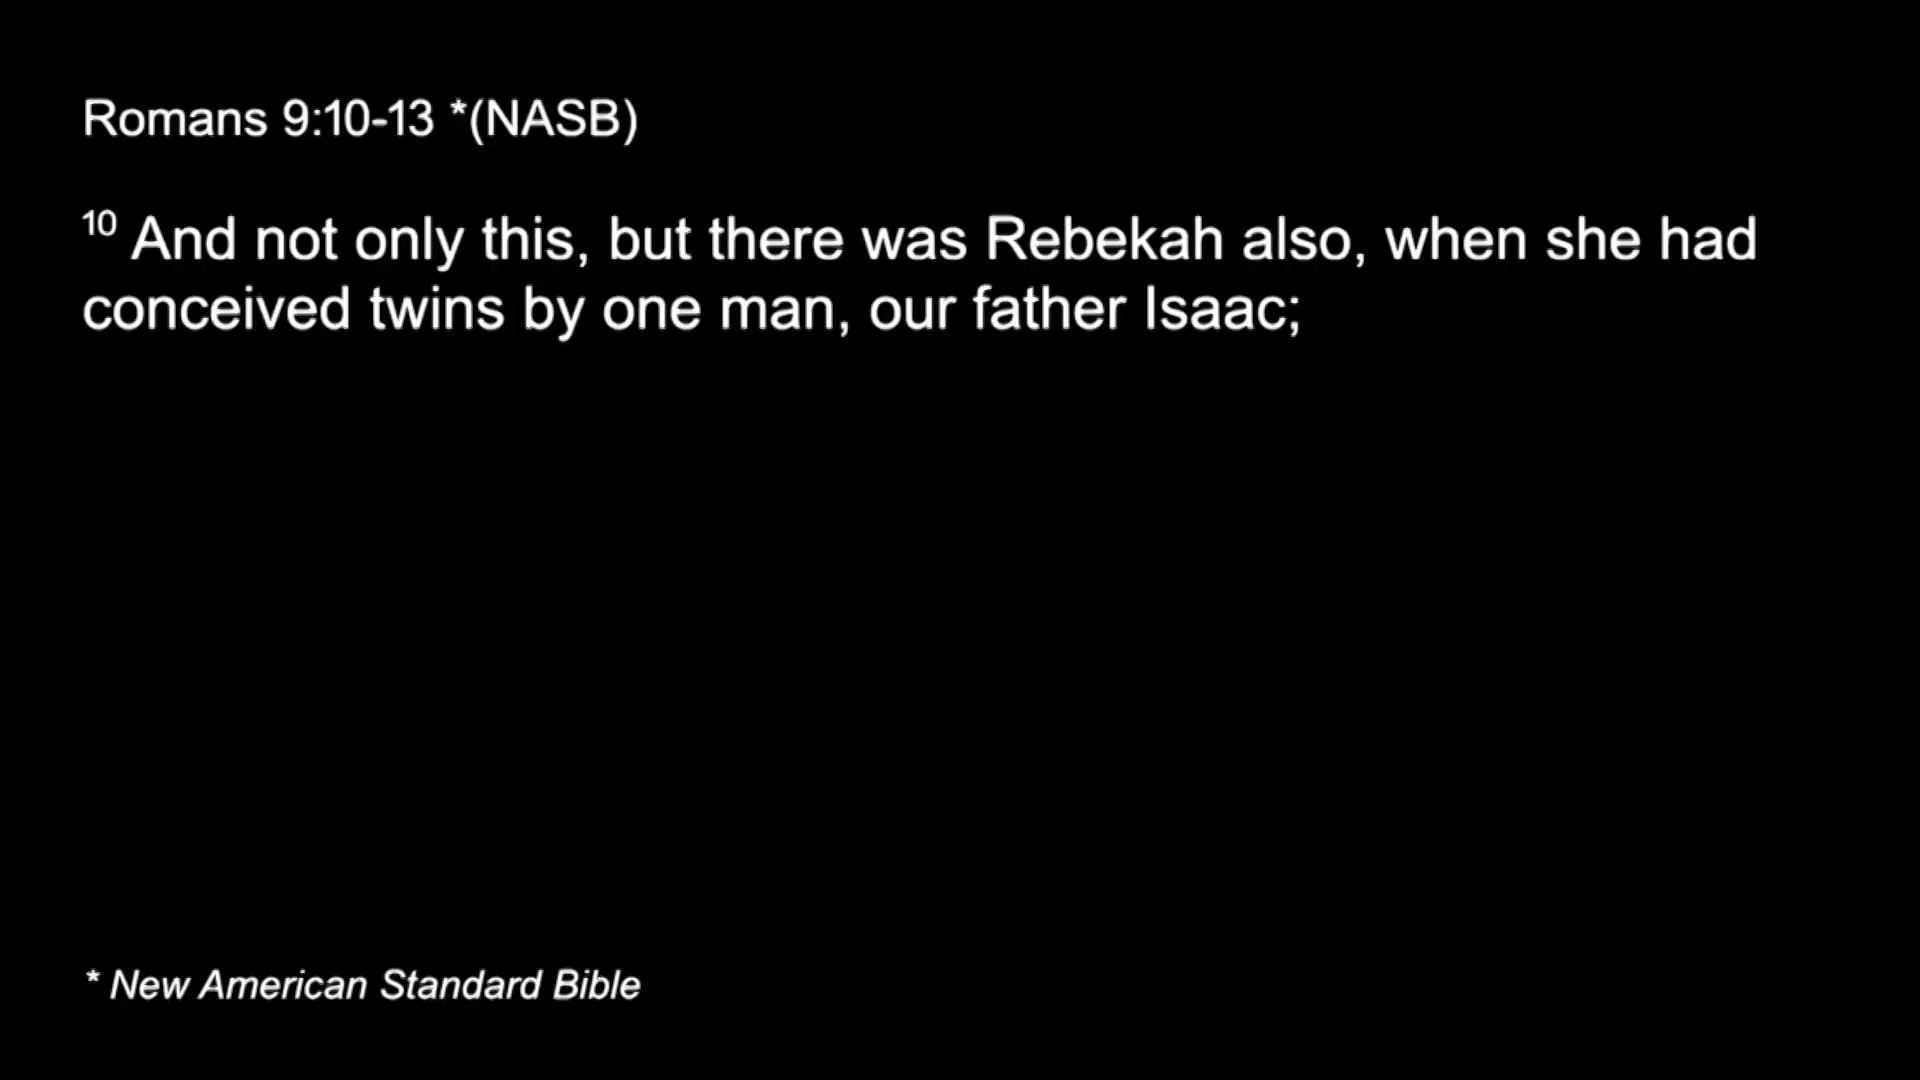 Romans 9:10-13 *(NASB)
10 And not only this, but there was Rebekah also, when she had
conceived twins by one man, our father Isaac;
* New American Standard Bible